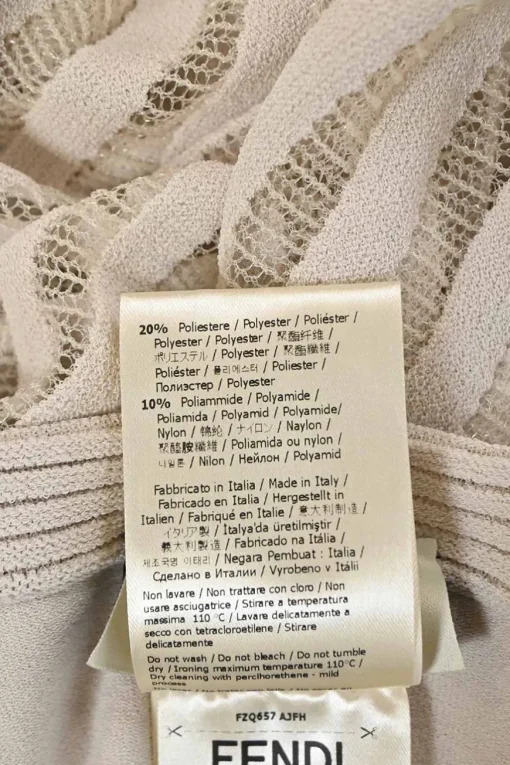 20% Poliestere / Polyester / Poliéster /
Polyester / Polyester / 聚酯纤维 /
ポリエステル / Polyester / 聚酯纖維 /
Poliéster / 폴리에스터 / Poliester /
Полиэстер / Polyester
10% Poliammide / Polyamide /
Poliamida / Polyamid / Polyamide/
Nylon / 锦纶 / ナイロン / Naylon /
聚醯胺纖維 / Poliamida ou nylon /
나일론 / Nilon / Нейлон / Polyamid
Fabbricato in Italia / Made in Italy /
Fabricado en Italia / Hergestellt in
Italien / Fabriqué en Italie / 意大利制造 /
イタリア製 / İtalya'da üretilmiştir /
義大利製造 / Fabricado na Itália /
제조국명 이태리 / Negara Pembuat : Italia /
Сделано в Италии / Vyrobeno v Itálii
Non lavare / Non trattare con cloro / Non
usare asciugatrice / Stirare a temperatura
massima 110 °C / Lavare delicatamente a
secco con tetracloroetilene / Stirare
delicatamente
Do not wash / Do not bleach / Do not tumble
dry / Ironing maximum temperature 110°C /
Dry cleaning with perclhorethene - mild
process
FZQ657 AJFH
FENDI